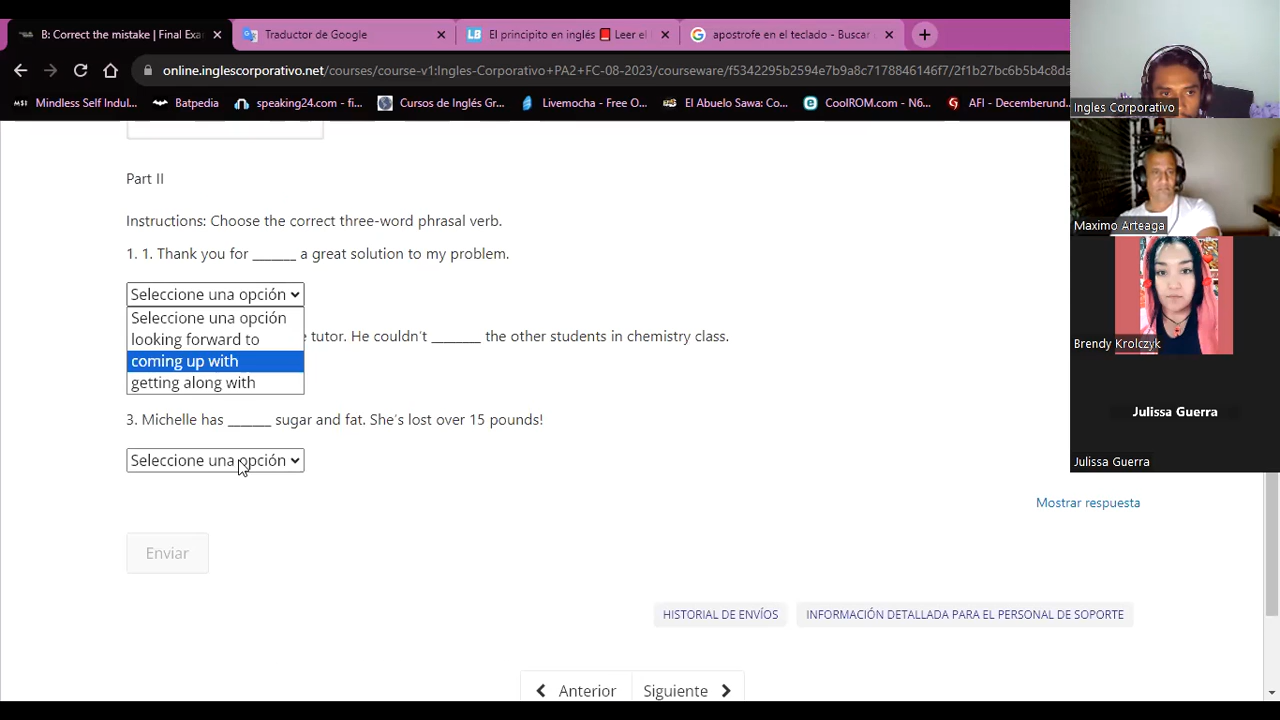 B: Correct the mistake | Final Exa
Traductor de Google
El principito en inglés 📕 Leer el l
apostrofe en el teclado - Buscar
online.inglescorporativo.net/courses/course-v1:Ingles-Corporativo+PA2+FC-08-2023/courseware/f5342295b2594e7b9a8c7178846146f7/2f1b27bc6b5b4c8da
Mindless Self Indul...
Batpedia
speaking24.com - fi...
Cursos de Inglés Gr...
Livemocha - Free O...
El Abuelo Sawa: Co...
CoolROM.com - N6...
AFI - Decemberund...
Part II
Instructions: Choose the correct three-word phrasal verb.
1. 1. Thank you for ______ a great solution to my problem.
Seleccione una opción
Seleccione una opción
looking forward to
coming up with
getting along with
tutor. He couldn't _______ the other students in chemistry class.
3. Michelle has ______ sugar and fat. She's lost over 15 pounds!
Seleccione una opción
Mostrar respuesta
Enviar
HISTORIAL DE ENVÍOS
INFORMACIÓN DETALLADA PARA EL PERSONAL DE SOPORTE
Anterior
Siguiente
Ingles Corporativo
Maximo Arteaga
Brendy Krolczyk
Julissa Guerra
Julissa Guerra